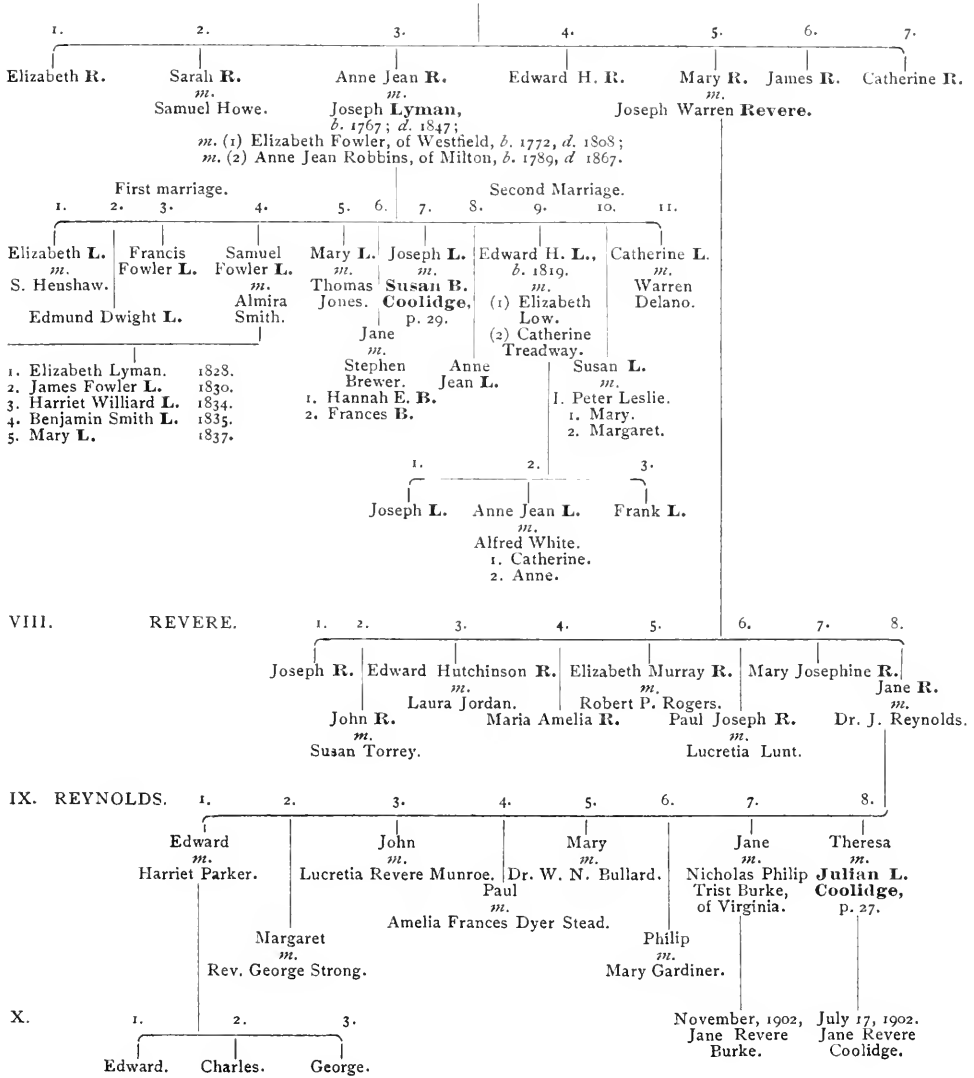 1. 2. 3. 4. 5. 6. 7.
Elizabeth R. Sarah R. Anne Jean R. Edward H. R. Mary R. James R. Catherine R.
m. m. m.
Samuel Howe. Joseph Lyman, Joseph Warren Revere.
b. 1767; d. 1847;
m. (1) Elizabeth Fowler, of Westfield, b. 1772, d. 1808;
m. (2) Anne Jean Robbins, of Milton, b. 1789, d 1867.
First marriage. Second Marriage.
1. 2. 3. 4. 5. 6. 7. 8. 9. 10. 11.
Elizabeth L. Francis Samuel Mary L. Joseph L. Edward H. L., Catherine L.
m. Fowler L. Fowler L. m. m. b. 1819. m.
S. Henshaw. m. Thomas Susan B. m. Warren
Almira Jones. Coolidge, (1) Elizabeth Delano.
Edmund Dwight L. Smith. p. 29. Low.
Jane (2) Catherine
m. Treadway.
Stephen Anne Susan L.
Brewer. Jean L. m.
1. Elizabeth Lyman. 1828.
2. James Fowler L. 1830.
3. Harriet Williard L. 1834.
4. Benjamin Smith L. 1835.
5. Mary L. 1837.
1. Hannah E. B. I. Peter Leslie.
2. Frances B. 1. Mary.
2. Margaret.
1. 2. 3.
Joseph L. Anne Jean L. Frank L.
m.
Alfred White.
1. Catherine.
2. Anne.
VIII. REVERE. 1. 2. 3. 4. 5. 6. 7. 8.
Joseph R. Edward Hutchinson R. Elizabeth Murray R. Mary Josephine R.
m. m. Jane R.
Laura Jordan. Robert P. Rogers. m.
John R. Maria Amelia R. Paul Joseph R. Dr. J. Reynolds.
m. m.
Susan Torrey. Lucretia Lunt.
IX. REYNOLDS. 1. 2. 3. 4. 5. 6. 7. 8.
Edward John Mary Jane Theresa
m. m. m. m. m.
Harriet Parker. Lucretia Revere Munroe. Dr. W. N. Bullard. Nicholas Philip Julian L.
Paul Trist Burke, Coolidge,
m. of Virginia. p. 27.
Amelia Frances Dyer Stead.
Margaret Philip
m. m.
Rev. George Strong. Mary Gardiner.
X. 1. 2. 3. November, 1902, July 17, 1902.
Jane Revere Jane Revere
Edward. Charles. George. Burke. Coolidge.